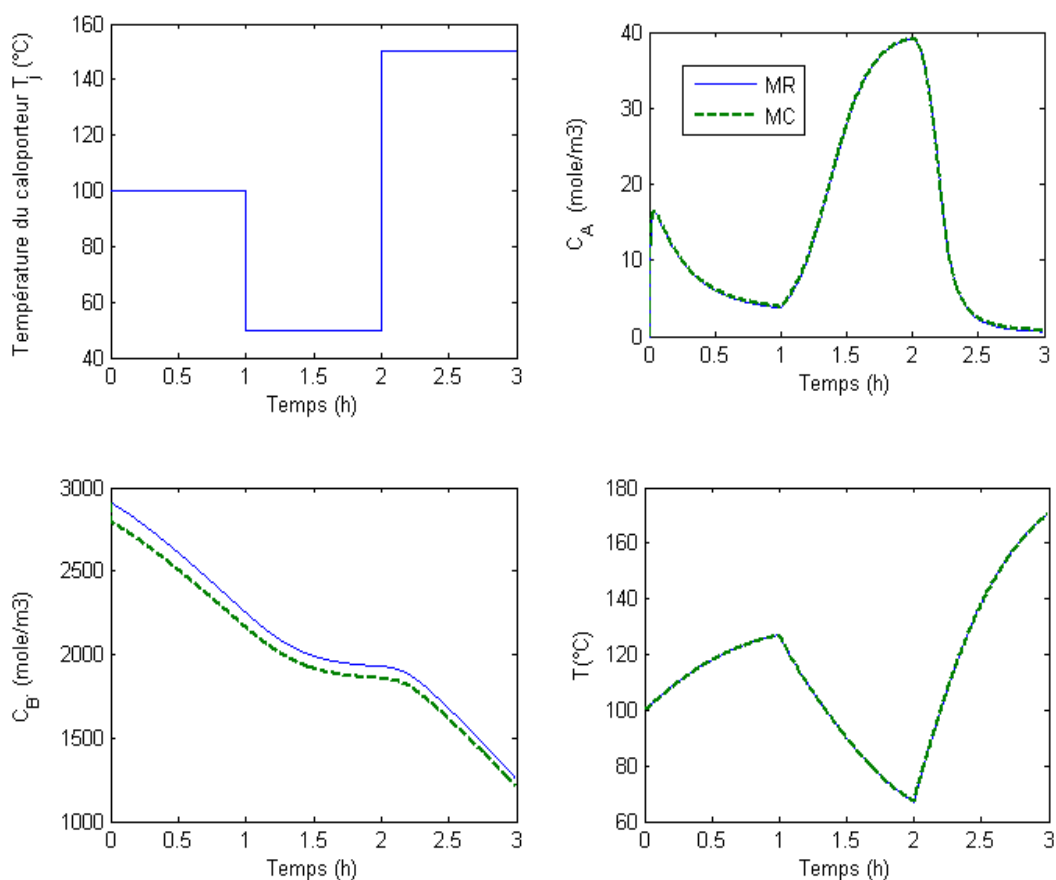 Température du caloporteur T_j (°C)
160
140
120
100
80
60
40
0 0.5 1 1.5 2 2.5 3
Temps (h)
C_A (mole/m3)
40
30
20
10
0
MR
MC
0 0.5 1 1.5 2 2.5 3
Temps (h)
C_B' (mole/m3)
3000
2500
2000
1500
1000
0 0.5 1 1.5 2 2.5 3
Temps (h)
T(°C)
180
160
140
120
100
80
60
0 0.5 1 1.5 2 2.5 3
Temps (h)